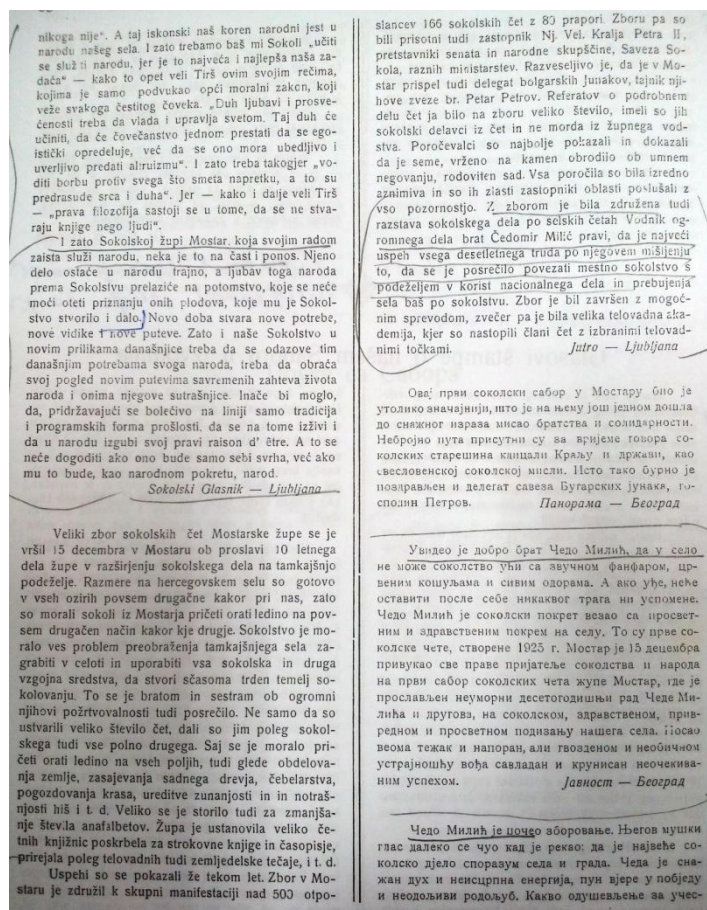 nikoga nije“. A taj iskonski naš koren narodni jest u
narodu našeg sela. I zato trebamo baš mi Sokoli „učiti
se služiti narodu, jer je to najveća i najlepša naša za-
daća“ — kako to opet veli Tirš ovim svojim rečima,
kojima je samo podvukao opći moralni zakon, koji
veže svakoga čestitog čoveka. „Duh ljubavi i prosve-
ćenosti treba da vlada i upravlja svetom. Taj duh će
učiniti, da će čovečanstvo jednom prestati da se ego-
istički opredeljuje, već da se ono mora ubedljivo i
uverljivo predati altruizmu“. I zato treba takogjer „vo-
diti borbu protiv svega što smeta napretku, a to su
predrasude srca i duha“. Jer — kako i dalje veli Tirš
— „prava filozofija sastoji se u tome, da se ne stva-
raju knjige nego ljudi“.
I zato Sokolskoj župi Mostar, koja svojim radom
zaista služi narodu, neka je to na čast i ponos. Njeno
delo ostaće u narodu trajno, a ljubav toga naroda
prema Sokolstvu prelaziće na potomstvo, koje se neće
moći oteti priznanju onih plodova, koje mu je Sokol-
stvo stvorilo i dalo. Novo doba stvara nove potrebe,
nove vidike i nove puteve. Zato i naše Sokolstvo u
novim prilikama današnjice treba da se odazove tim
današnjim potrebama svoga naroda, treba da obraća
svoj pogled novim putevima savremenih zahteva života
naroda i onima njegove sutrašnjice. Inače bi moglo,
da, pridržavajući se bolećivo na liniji samo tradicija
i programskih forma prošlosti, da se na tome izživi i
da u narodu izgubi svoj pravi raison d' être. A to se
neće dogoditi ako ono bude samo sebi svrha, već ako
mu to bude, kao narodnom pokretu, narod.
Sokolski Glasnik — Ljubljana
Veliki zbor sokolskih čet Mostarske župe se je
vršil 15 decembra v Mostaru ob proslavi 10 letnega
dela župe v razširjenju sokolskega dela na tamkajšnjo
podeželje. Razmere na hercegovskem selu so gotovo
v vseh ozirih povsem drugačne kakor pri nas, zato
so morali sokoli iz Mostarja pričeti orati ledino na pov-
sem drugačen način kakor kje drugje. Sokolstvo je mo-
ralo ves problem preobraženja tamkajšnjega sela za-
grabiti v celoti in uporabiti vsa sokolska in druga
vzgojna sredstva, da stvori sčasoma trden temelj so-
kolovanju. To se je bratom in sestram ob ogromni
njihovi požrtvovalnosti tudi posrečilo. Ne samo da so
ustvarili veliko število čet, dali so jim poleg sokol-
skega tudi vse polno drugega. Saj se je moralo pri-
četi orati ledino na vseh poljih, tudi glede obdelova-
nja zemlje, zasajevanja sadnega drevja, čebelarstva,
pogozdovanja krasa, ureditve zunanjosti in in notraš-
njosti hiš i t. d. Veliko se je storilo tudi za zmanjša-
nje števila anafalbetov. Župa je ustanovila veliko če-
tnih knjižnic poskrbela za strokovne knjige in časopisje,
prirejala poleg telovadnih tudi zemljedelske tečaje, i t. d.
Uspehi so se pokazali že tekom let. Zbor v Mo-
staru je združil k skupni manifestaciji nad 500 otpo-
slancev 166 sokolskih čet z 80 prapori. Zboru pa so
bili prisotni tudi zastopnik Nj. Vel. Kralja Petra II,
pretstavniki senata in narodne skupščine, Saveza So-
kola, raznih ministarstev. Razveseljivo je, da je v Mo-
star prispel tudi delegat bolgarskih Junakov, tajnik nji-
hove zveze br. Petar Petrov. Referatov o podrobnem
delu čet ja bilo na zboru veliko število, imeli so jih
sokolski delavci iz čet in ne morda iz župnega vod-
stva. Poročevalci so najbolje pokazali in dokazali
da je seme, vrženo na kamen obrodilo ob umnem
negovanju, rodoviten sad. Vsa poročila so bila izredno
aznimiva in so ih zlasti zastopniki oblasti poslušali z
vso pozornostjo. Z zborom je bila združena tudi
razstava sokolskega dela po selskih četah Vodnik og-
romnega dela brat Čedomir Milić pravi, da je največi
uspeh vsega desetletnega truda po njegovem mišljenju
to, da se je posrečilo povezati mestno sokolstvo s
podeželjem v korist nacionalnega dela in prebujenja
sela baš po sokolstvu. Zbor je bil završen z mogoč-
nim sprevodom, zvečer pa je bila velika telovadna aka-
demija, kjer so nastopili člani čet z izbranimi telovad-
nimi točkami. Jutro — Ljubljana
Овај први соколски сабор у Мостару био је
утолико значајнији, што је на њему још једном дошла
до снажног израза мисао братства и солидарности.
Небројно пута присутни су за вријеме говора со-
колских старешина клицали Краљу и држави, као
свесловенској соколској мисли. Исто тако бурно је
поздрављен и делегат савеза Бугарских јунака, го-
сподин Петров. Панорама — Београд
Увидео је добро брат Чедо Милић, да у село
не може соколство ући са звучном фанфаром, цр-
веним кошуљама и сивим одорама. А ако уђе, неће
оставити после себе никаквог трага ни успомене.
Чедо Милић је соколски покрет везао са просвет-
ним и здравственим покрем на селу. То су прве со-
колске чете, створене 1925 г. Мостар је 15 децембра
привукао све праве пријатеље соколства и народа
на први сабор соколских чета жупе Мостар, где је
прослављен неуморни десетогодишњи рад Чеде Ми-
лића и другова, на соколском, здравственом, прив-
редном и просветном подизању нашега села. Посао
веома тежак и напоран, али гвозденом и необичном
устрајношћу вођа савладан и крунисан неочекива-
ним успехом. Јавност — Београд
Чедо Милић је почео зборовање. Његов мушки
глас далеко се чуо кад је рекао: да је највеће со-
колско дјело споразум села и града. Чеда је сна-
жан дух и неисцрпна енергија, пун вјере у побједу
и неодољиви родољуб. Какво одушевљење за учес-